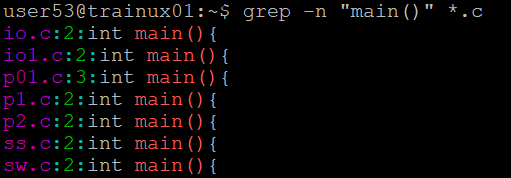 user53@trainux01:~$ grep -n "main()" *.c
io.c:2:int main(){
io1.c:2:int main(){
p01.c:3:int main(){
p1.c:2:int main(){
p2.c:2:int main(){
ss.c:2:int main(){
sw.c:2:int main(){